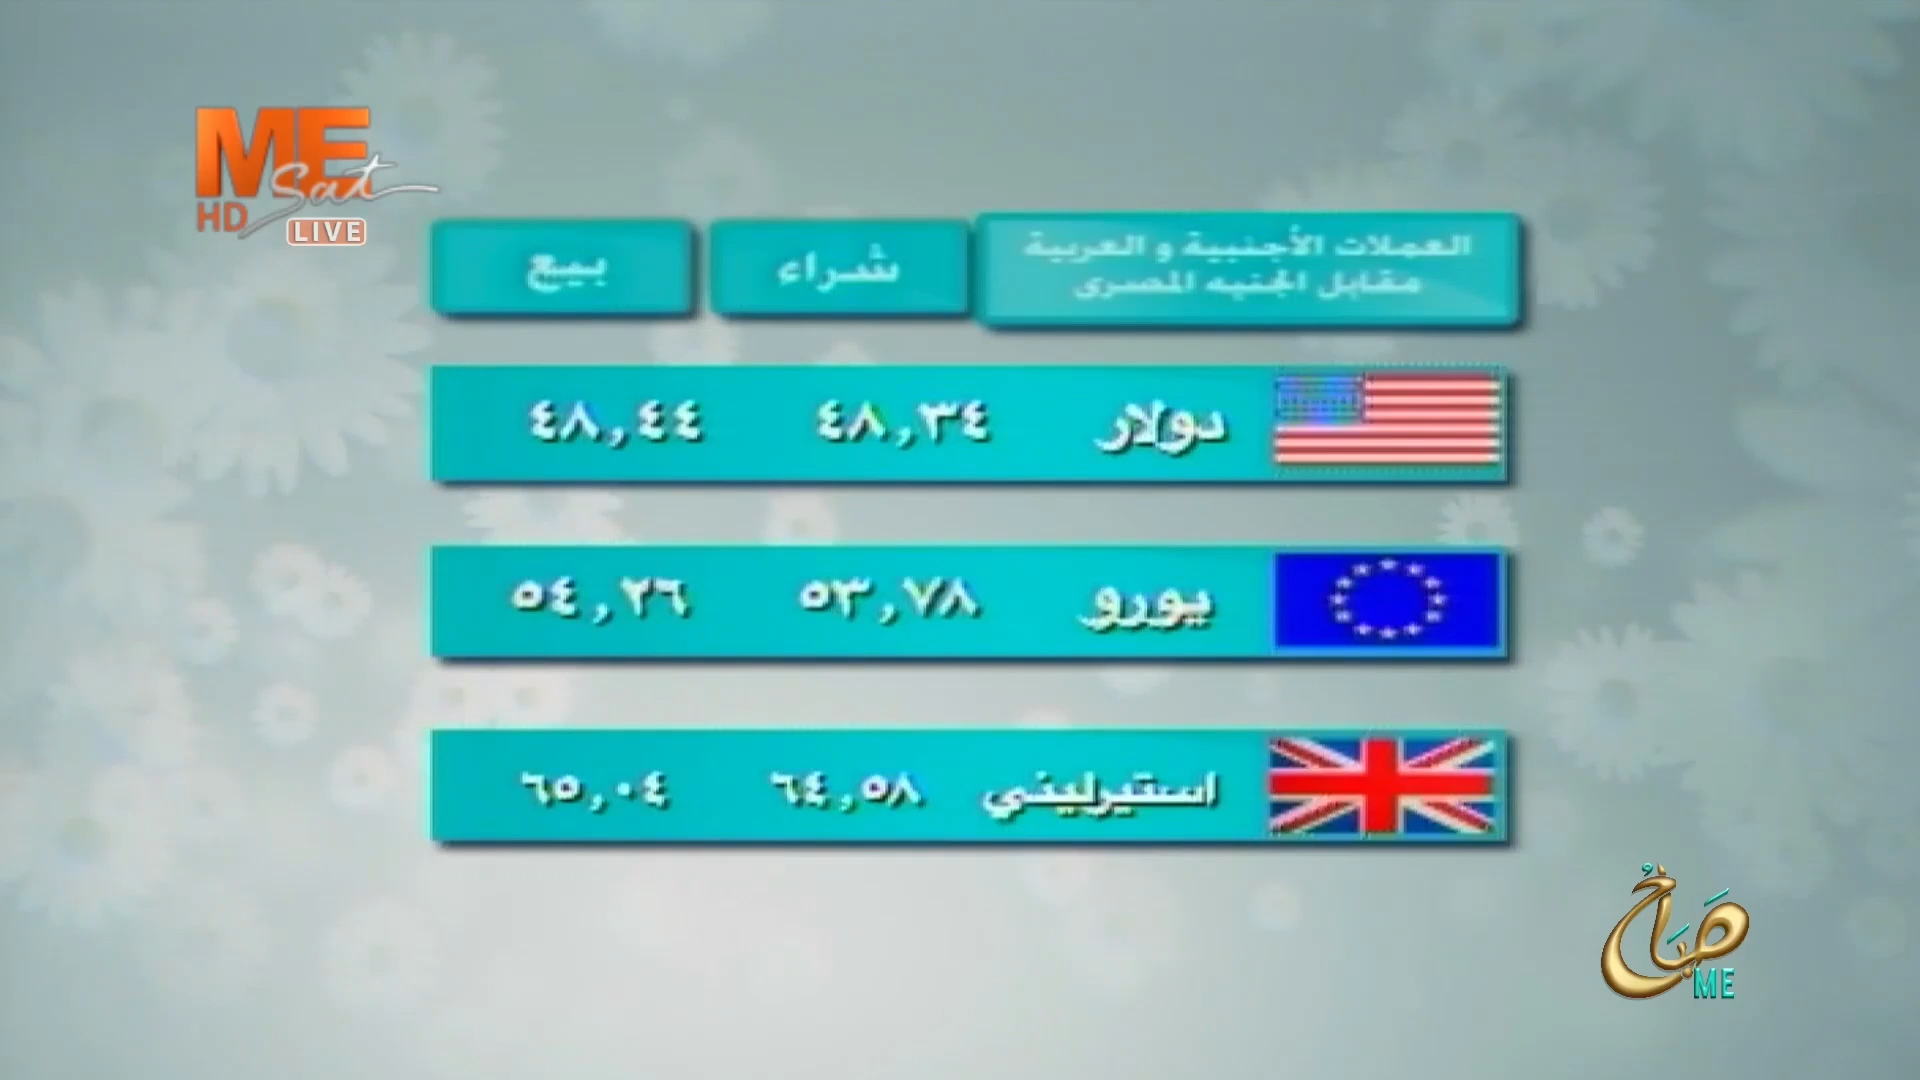 ME
Sat
HD
LIVE
العملات الأجنبية و العربية
مقابل الجنيه المصرى
شراء
بيع
دولار ٤٨,٣٤ ٤٨,٤٤
يورو ٥٣,٧٨ ٥٤,٢٦
استيرليني ٦٤,٥٨ ٦٥,٠٤
صَبَاحُ
ME